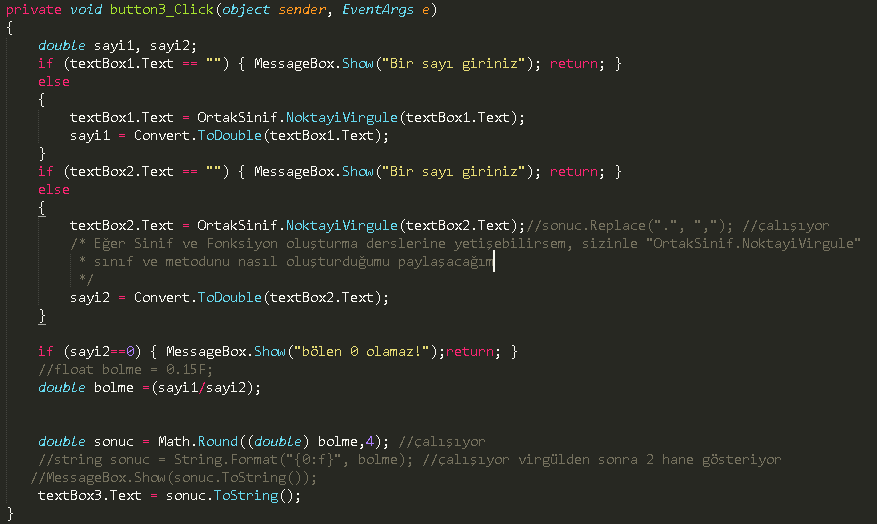 private void button3_Click(object sender, EventArgs e)
{
    double sayi1, sayi2;
    if (textBox1.Text == "") { MessageBox.Show("Bir sayı giriniz"); return; }
    else
    {
        textBox1.Text = OrtakSinif.NoktayiVirgule(textBox1.Text);
        sayi1 = Convert.ToDouble(textBox1.Text);
    }
    if (textBox2.Text == "") { MessageBox.Show("Bir sayı giriniz"); return; }
    else
    {
        textBox2.Text = OrtakSinif.NoktayiVirgule(textBox2.Text);//sonuc.Replace(".", ","); //çalışıyor
        /* Eğer Sinif ve Fonksiyon oluşturma derslerine yetişebilirsem, sizinle "OrtakSinif.NoktayiVirgule"
         * sınıf ve metodunu nasıl oluşturduğumu paylaşacağım
         */
        sayi2 = Convert.ToDouble(textBox2.Text);
    }
    if (sayi2==0) { MessageBox.Show("bölen 0 olamaz!");return; }
    //float bolme = 0.15F;
    double bolme =(sayi1/sayi2);
    double sonuc = Math.Round((double) bolme,4); //çalışıyor
    //string sonuc = String.Format("{0:f}", bolme); //çalışıyor virgülden sonra 2 hane gösteriyor
   //MessageBox.Show(sonuc.ToString());
    textBox3.Text = sonuc.ToString();
}